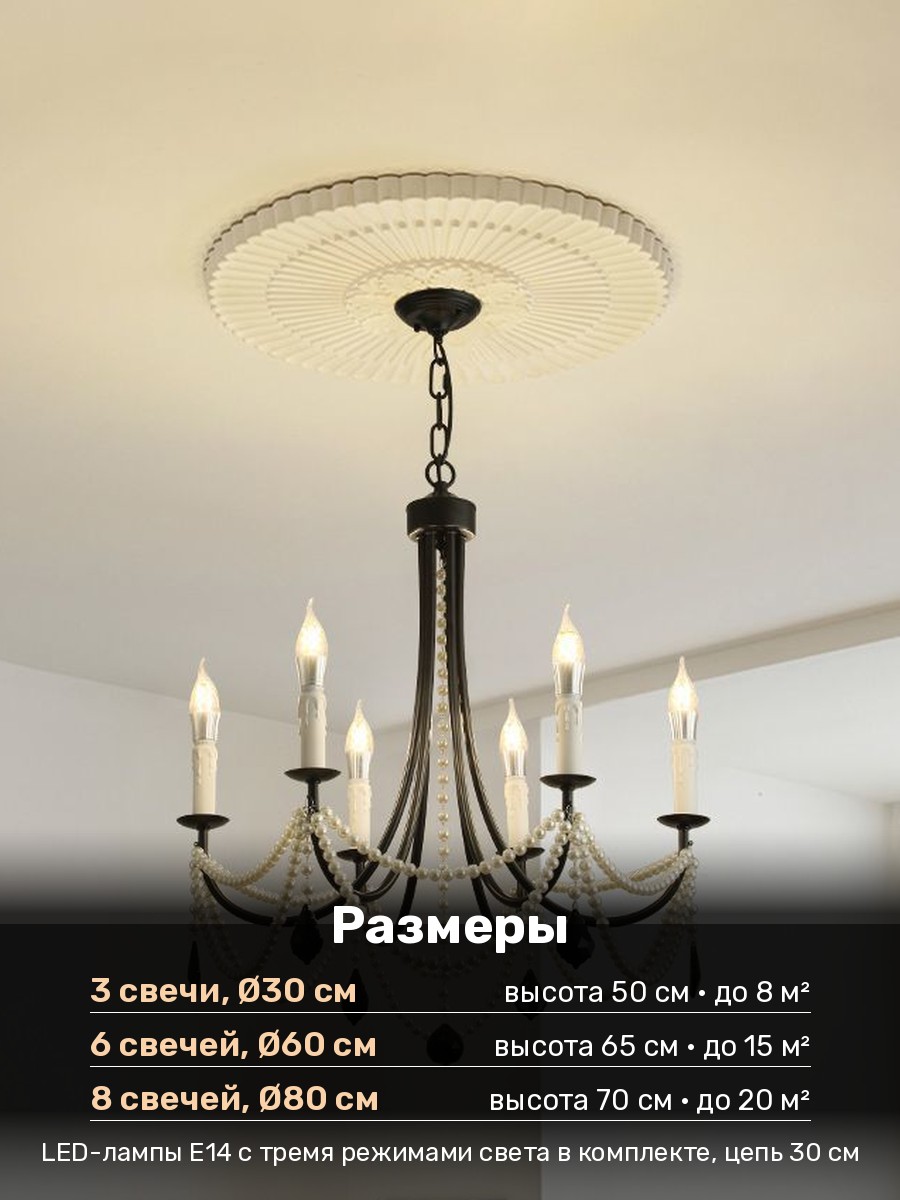 Размеры
3 свечи, Ø30 см высота 50 см • до 8 м²
6 свечей, Ø60 см высота 65 см • до 15 м²
8 свечей, Ø80 см высота 70 см • до 20 м²
LED-лампы E14 с тремя режимами света в комплекте, цепь 30 см